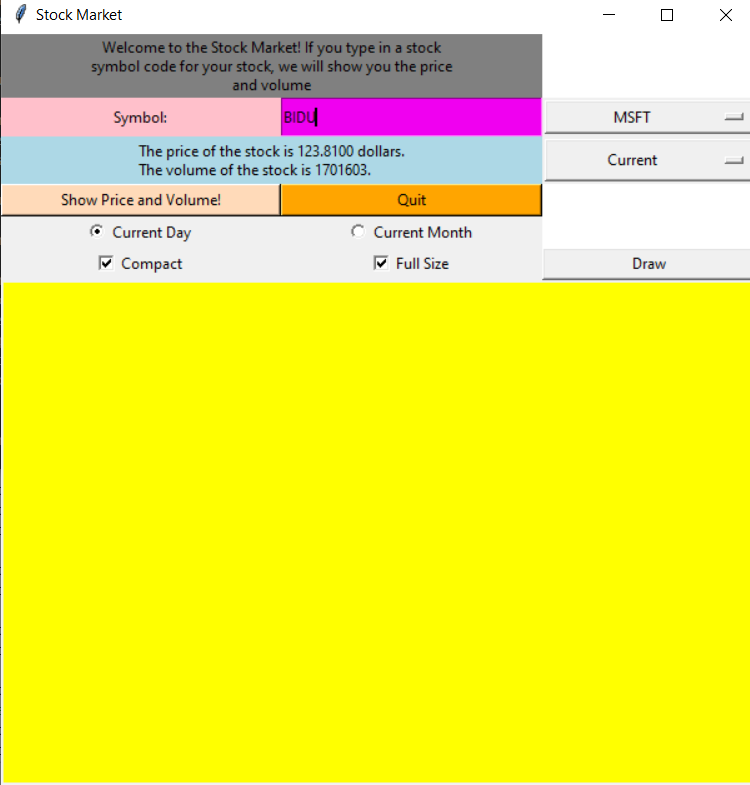 Stock Market
Welcome to the Stock Market! If you type in a stock
symbol code for your stock, we will show you the price
and volume
Symbol:
BIDU
MSFT
The price of the stock is 123.8100 dollars.
The volume of the stock is 1701603.
Current
Show Price and Volume!
Quit
Current Day
Current Month
Compact
Full Size
Draw